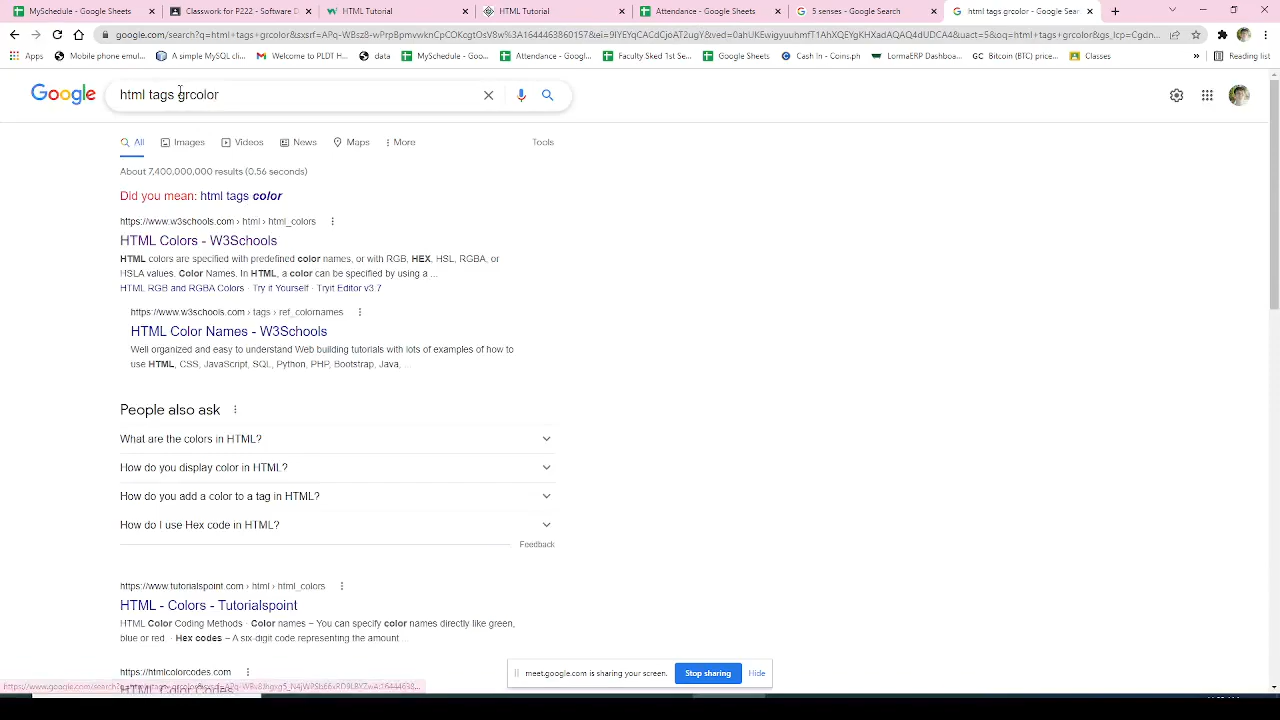 MySchedule - Google Sheets
Classwork for P222 - Software D
HTML Tutorial
HTML Tutorial
Attendance - Google Sheets
5 senses - Google Search
html tags grcolor - Google Sear
Apps
Mobile phone emul...
A simple MySQL cli...
Welcome to PLDT H...
data
MySchedule - Goo...
Attendance - Googl...
Faculty Sked 1st Se...
Google Sheets
Cash In - Coins.ph
LormaERP Dashboa...
Bitcoin (BTC) price...
Classes
»
Reading list
Google
html tags grcolor
All
Images
Videos
News
Maps
More
Tools
About 7,400,000,000 results (0.56 seconds)
Did you mean: html tags color
https://www.w3schools.com › html › html_colors
HTML Colors - W3Schools
HTML colors are specified with predefined color names, or with RGB, HEX, HSL, RGBA, or
HSLA values. Color Names. In HTML, a color can be specified by using a ...
HTML RGB and RGBA Colors · Try it Yourself · Tryit Editor v3.7
https://www.w3schools.com › tags › ref_colornames
HTML Color Names - W3Schools
Well organized and easy to understand Web building tutorials with lots of examples of how to
use HTML, CSS, JavaScript, SQL, Python, PHP, Bootstrap, Java, ...
People also ask
What are the colors in HTML?
How do you display color in HTML?
How do you add a color to a tag in HTML?
How do I use Hex code in HTML?
Feedback
https://www.tutorialspoint.com › html › html_colors
HTML - Colors - Tutorialspoint
HTML Color Coding Methods · Color names − You can specify color names directly like green,
blue or red. · Hex codes − A six-digit code representing the amount...
https://htmlcolorcodes.com
HTML Color Codes
meet.google.com is sharing your screen.
Stop sharing
Hide